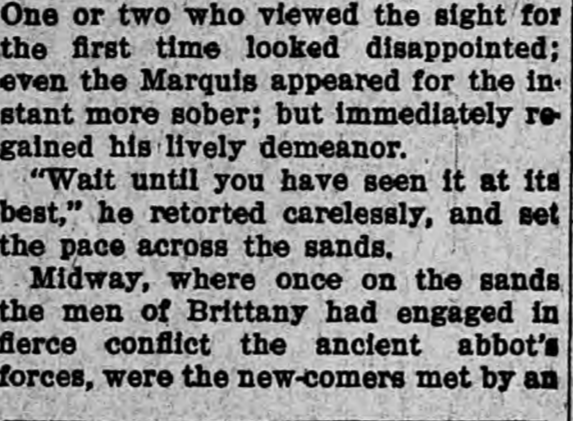 One or two who viewed the sight for
the first time looked disappointed;
even the Marquis appeared for the in-
stant more sober; but immediately re-
gained his lively demeanor.
"Wait until you have seen it at its
best," he retorted carelessly, and set
the pace across the sands.
Midway, where once on the sands
the men of Brittany had engaged in
fierce conflict the ancient abbot's
forces, were the new-comers met by an